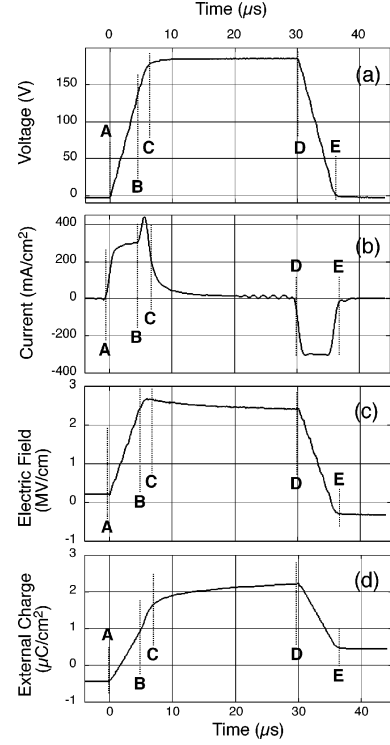 Time (μs)
0 10 20 30 40
(a)
Voltage (V)
150
100
50
0
A
B
C
D
E
(b)
Current (mA/cm²)
400
200
0
-200
-400
A
B
C
D
E
(c)
Electric Field
(MV/cm)
3
2
1
0
-1
A
B
C
D
E
(d)
External Charge
(μC/cm²)
3
2
1
0
-1
A
B
C
D
E
0 10 20 30 40
Time (μs)